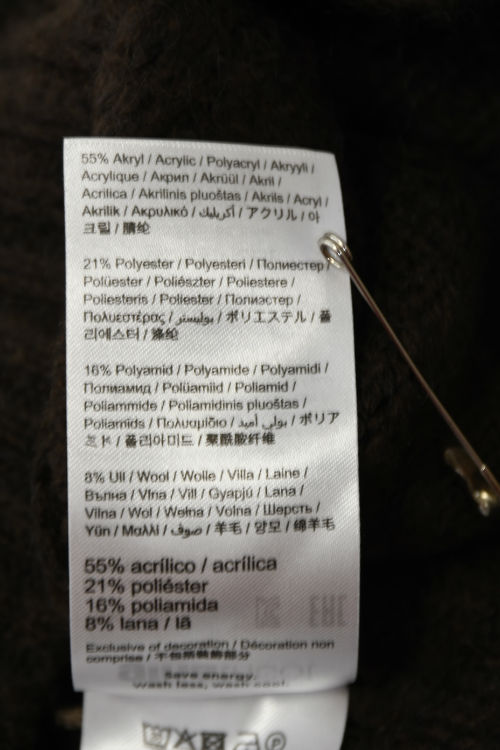 55% Akryl / Acrylic / Polyacryl / Akryyli /
Acrylique / Акрил / Akrüül / Akril /
Acrilica / Akrilinis pluoštas / Akrils / Acryl /
Akrilik / Ακρυλικό / أكريليك / アクリル / 아
크릴 / 腈纶
21% Polyester / Polyesteri / Полиестер /
Polüester / Poliészter / Poliestere /
Poliesteris / Poliester / Полиэстер /
Πολυεστέρας / بوليستر / ポリエステル / 폴
리에스터 / 涤纶
16% Polyamid / Polyamide / Polyamidi /
Полиамид / Polüamiid / Poliamid /
Poliammide / Poliamidinis pluoštas /
Poliamīds / Πολυαμίδιο / بولي أميد / ポリア
ミド / 폴리아미드 / 聚酰胺纤维
8% Ull / Wool / Wolle / Villa / Laine /
Вълна / Vlna / Vill / Gyapjú / Lana /
Vilna / Wol / Wełna / Volna / Шерсть /
Yün / Μαλλί / صوف / 羊毛 / 양모 / 绵羊毛
55% acrílico / acrílica
21% poliéster
16% poliamida
8% lana / lã
Exclusive of decoration / Décoration non
comprise / 不包括装饰部分
save energy.
wash less, wash cool.